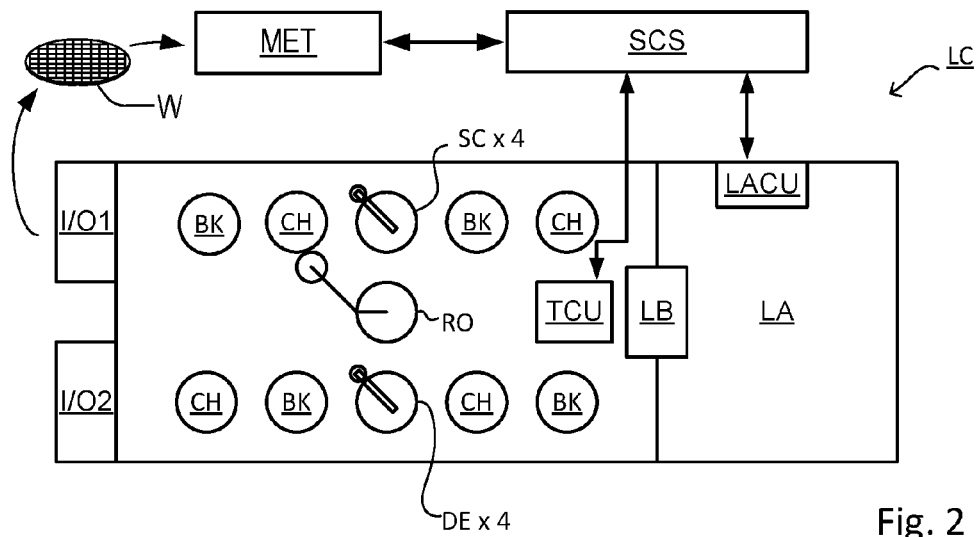 MET
SCS
LC
W
SC x 4
LACU
I/O1
BK
CH
BK
CH
TCU
LB
LA
RO
I/O2
CH
BK
CH
BK
DE x 4
Fig. 2